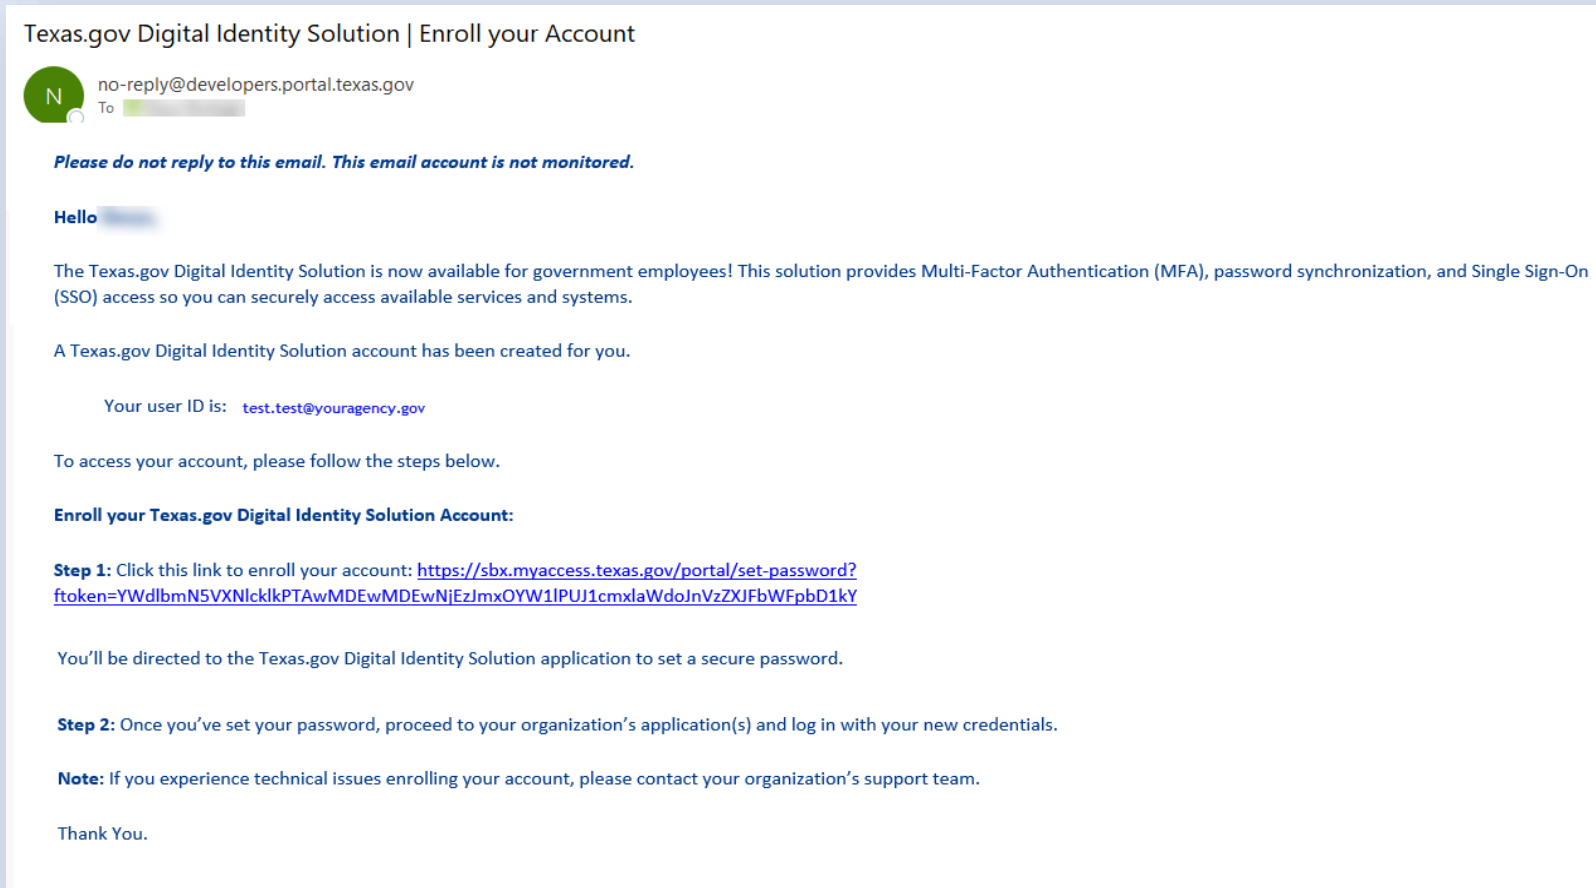 Texas.gov Digital Identity Solution | Enroll your Account
N
no-reply@developers.portal.texas.gov
To
Please do not reply to this email. This email account is not monitored.
Hello
The Texas.gov Digital Identity Solution is now available for government employees! This solution provides Multi-Factor Authentication (MFA), password synchronization, and Single Sign-On
(SSO) access so you can securely access available services and systems.
A Texas.gov Digital Identity Solution account has been created for you.
Your user ID is: test.test@youragency.gov
To access your account, please follow the steps below.
Enroll your Texas.gov Digital Identity Solution Account:
Step 1: Click this link to enroll your account: https://sbx.myaccess.texas.gov/portal/set-password?
ftoken=YWdlbmN5VXNlcklkPTAwMDEwMDEwNjEzJmxOYW1lPUJ1cmxlaWdoJnVzZXJFbWFpbD1kY
You’ll be directed to the Texas.gov Digital Identity Solution application to set a secure password.
Step 2: Once you’ve set your password, proceed to your organization’s application(s) and log in with your new credentials.
Note: If you experience technical issues enrolling your account, please contact your organization’s support team.
Thank You.